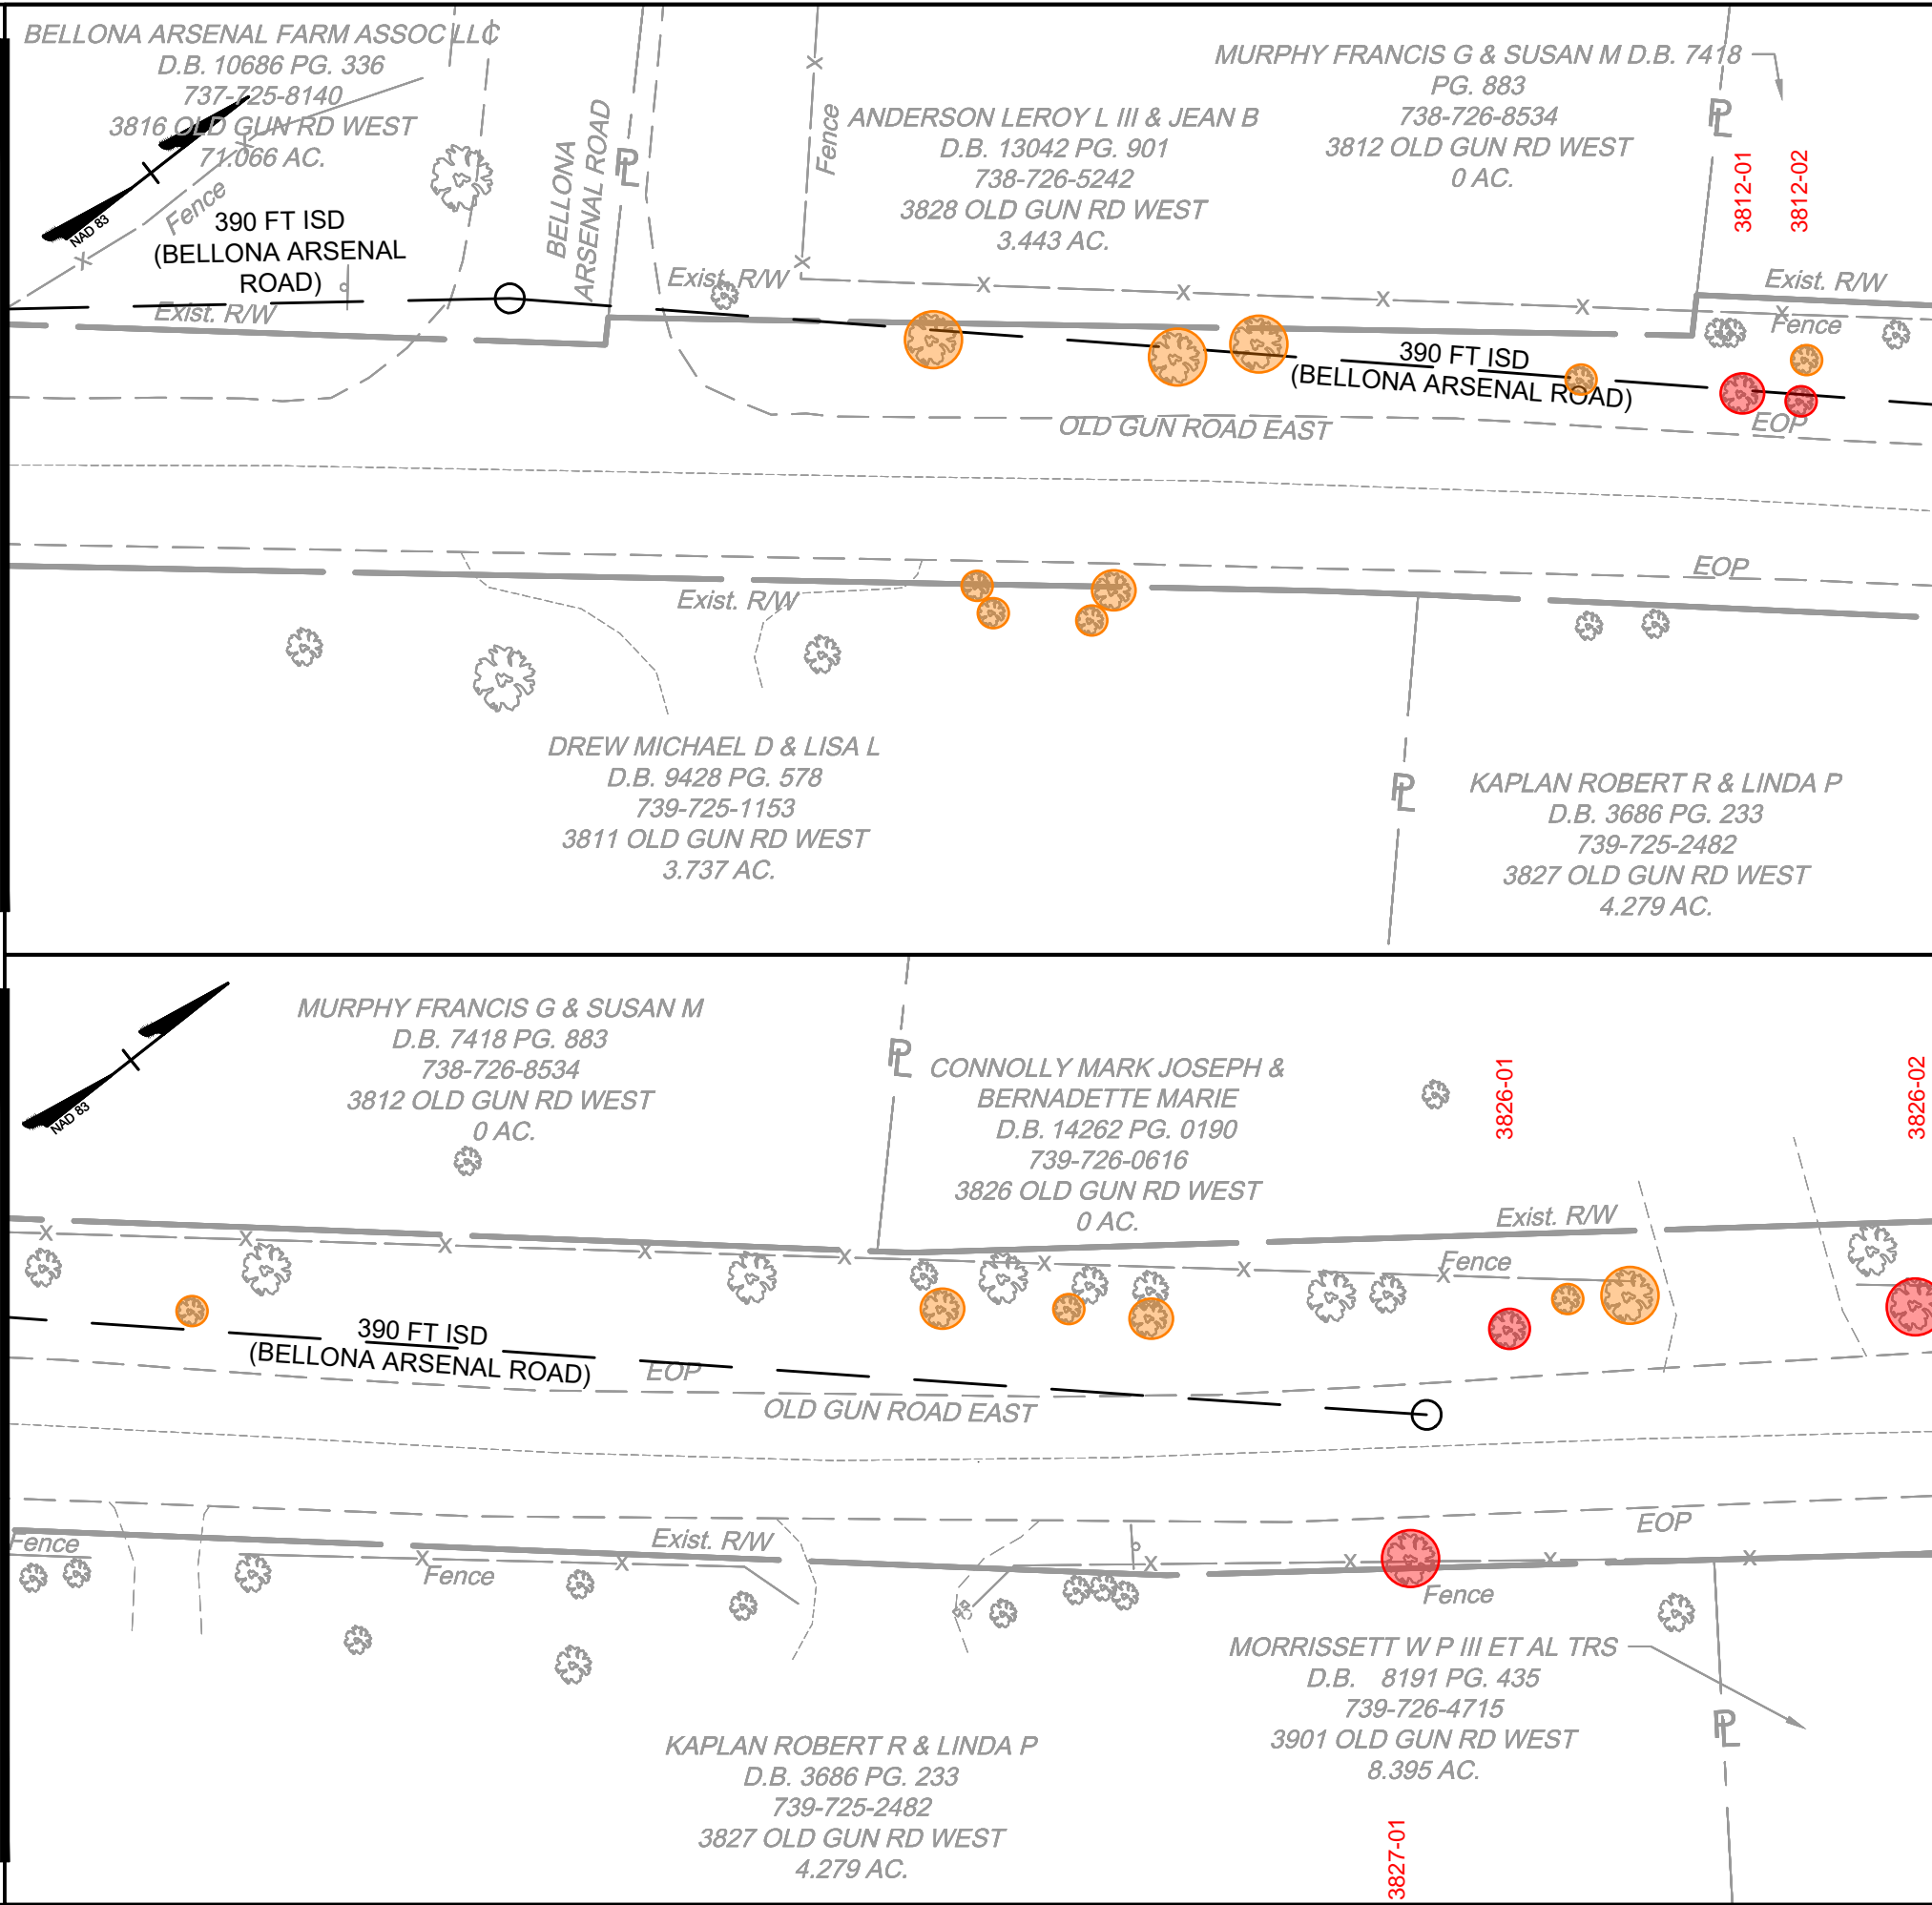 BELLONA ARSENAL FARM ASSOC LLC
D.B. 10686 PG. 336
737-725-8140
3816 OLD GUN RD WEST
71.066 AC.
NAD 83
Fence
390 FT ISD
(BELLONA ARSENAL
ROAD)
Exist. R/W
BELLONA
ARSENAL ROAD
PL
Exist. R/W
Fence
ANDERSON LEROY L III & JEAN B
D.B. 13042 PG. 901
738-726-5242
3828 OLD GUN RD WEST
3.443 AC.
MURPHY FRANCIS G & SUSAN M D.B. 7418
PG. 883
738-726-8534
3812 OLD GUN RD WEST
0 AC.
PL
3812-01
3812-02
Exist. R/W
Fence
390 FT ISD
(BELLONA ARSENAL ROAD)
EOP
OLD GUN ROAD EAST
EOP
Exist. R/W
DREW MICHAEL D & LISA L
D.B. 9428 PG. 578
739-725-1153
3811 OLD GUN RD WEST
3.737 AC.
PL
KAPLAN ROBERT R & LINDA P
D.B. 3686 PG. 233
739-725-2482
3827 OLD GUN RD WEST
4.279 AC.
NAD 83
MURPHY FRANCIS G & SUSAN M
D.B. 7418 PG. 883
738-726-8534
3812 OLD GUN RD WEST
0 AC.
PL
CONNOLLY MARK JOSEPH &
BERNADETTE MARIE
D.B. 14262 PG. 0190
739-726-0616
3826 OLD GUN RD WEST
0 AC.
3826-01
3826-02
Exist. R/W
Fence
390 FT ISD
(BELLONA ARSENAL ROAD)
EOP
OLD GUN ROAD EAST
EOP
Fence
Exist. R/W
Fence
Fence
MORRISSETT W P III ET AL TRS
D.B. 8191 PG. 435
739-726-4715
3901 OLD GUN RD WEST
8.395 AC.
PL
KAPLAN ROBERT R & LINDA P
D.B. 3686 PG. 233
739-725-2482
3827 OLD GUN RD WEST
4.279 AC.
3827-01